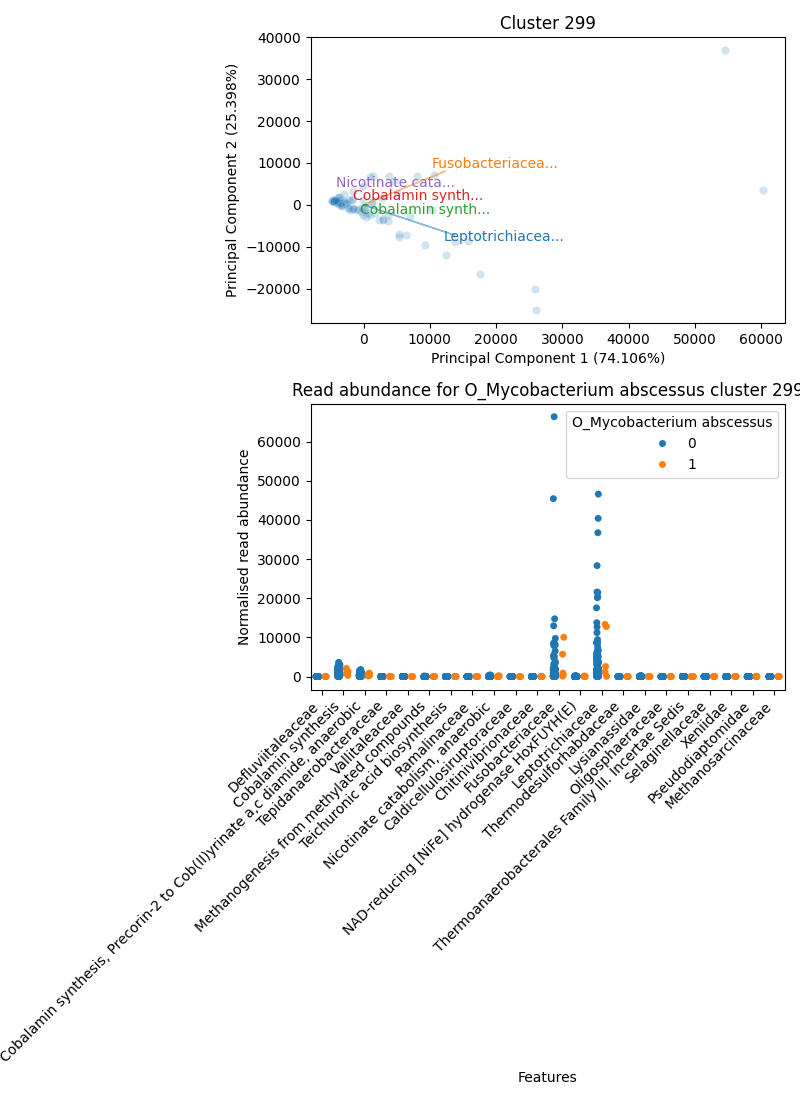 Cluster 299
40000
30000
20000
10000
0
−10000
−20000
Principal Component 2 (25.398%)
Fusobacteriacea...
Nicotinate cata...
Cobalamin synth...
Cobalamin synth...
Leptotrichiacea...
0
10000
20000
30000
40000
50000
60000
Principal Component 1 (74.106%)
Read abundance for O_Mycobacterium abscessus cluster 299
O_Mycobacterium abscessus
0
1
60000
50000
40000
30000
20000
10000
0
Normalised read abundance
Defluviitaleaceae
Cobalamin synthesis
Cobalamin synthesis, Precorin-2 to Cob(II)yrinate a,c diamide, anaerobic
Tepidanaerobacteraceae
Vallitaleaceae
Methanogenesis from methylated compounds
Teichuronic acid biosynthesis
Ramalinaceae
Nicotinate catabolism, anaerobic
Caldicellulosiruptoraceae
Chitinivibrionaceae
Fusobacteriaceae
NAD-reducing [NiFe] hydrogenase HoxFUYH(E)
Leptotrichiaceae
Thermodesulforhabdaceae
Lysianassidae
Oligosphaeraceae
Thermoanaerobacterales Family III. Incertae Sedis
Selaginellaceae
Xeniidae
Pseudodiaptomidae
Methanosarcinaceae
Features